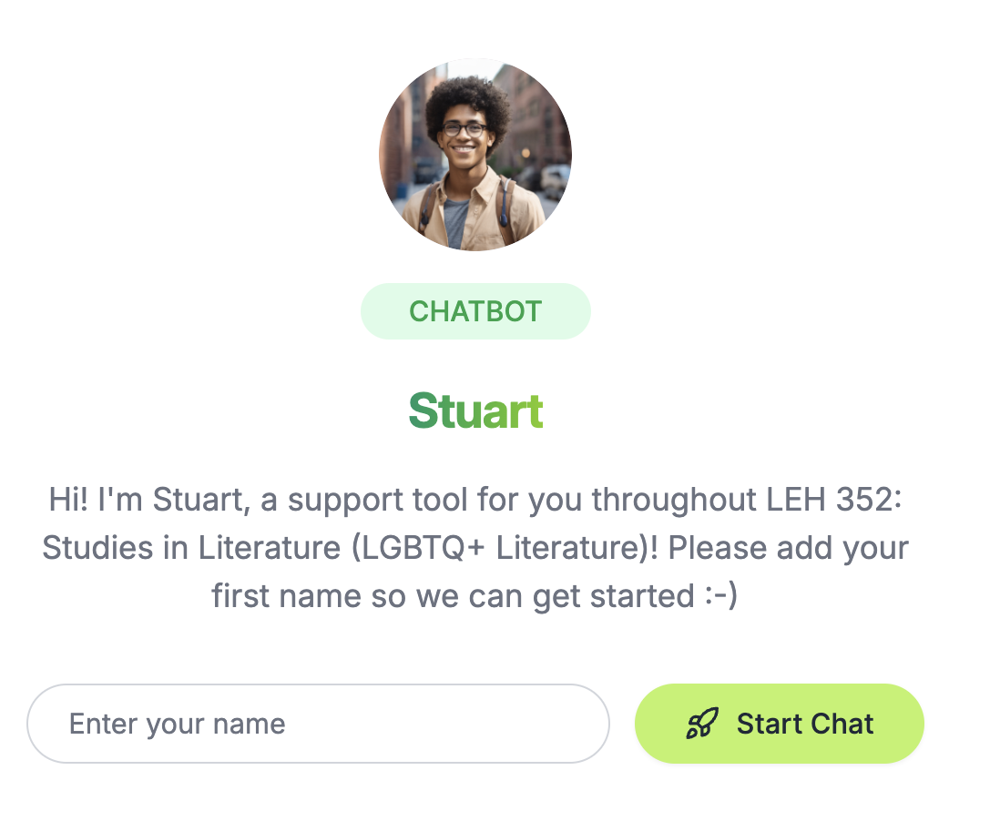 CHATBOT
Stuart
Hi! I'm Stuart, a support tool for you throughout LEH 352:
Studies in Literature (LGBTQ+ Literature)! Please add your
first name so we can get started :-)
Enter your name
Start Chat